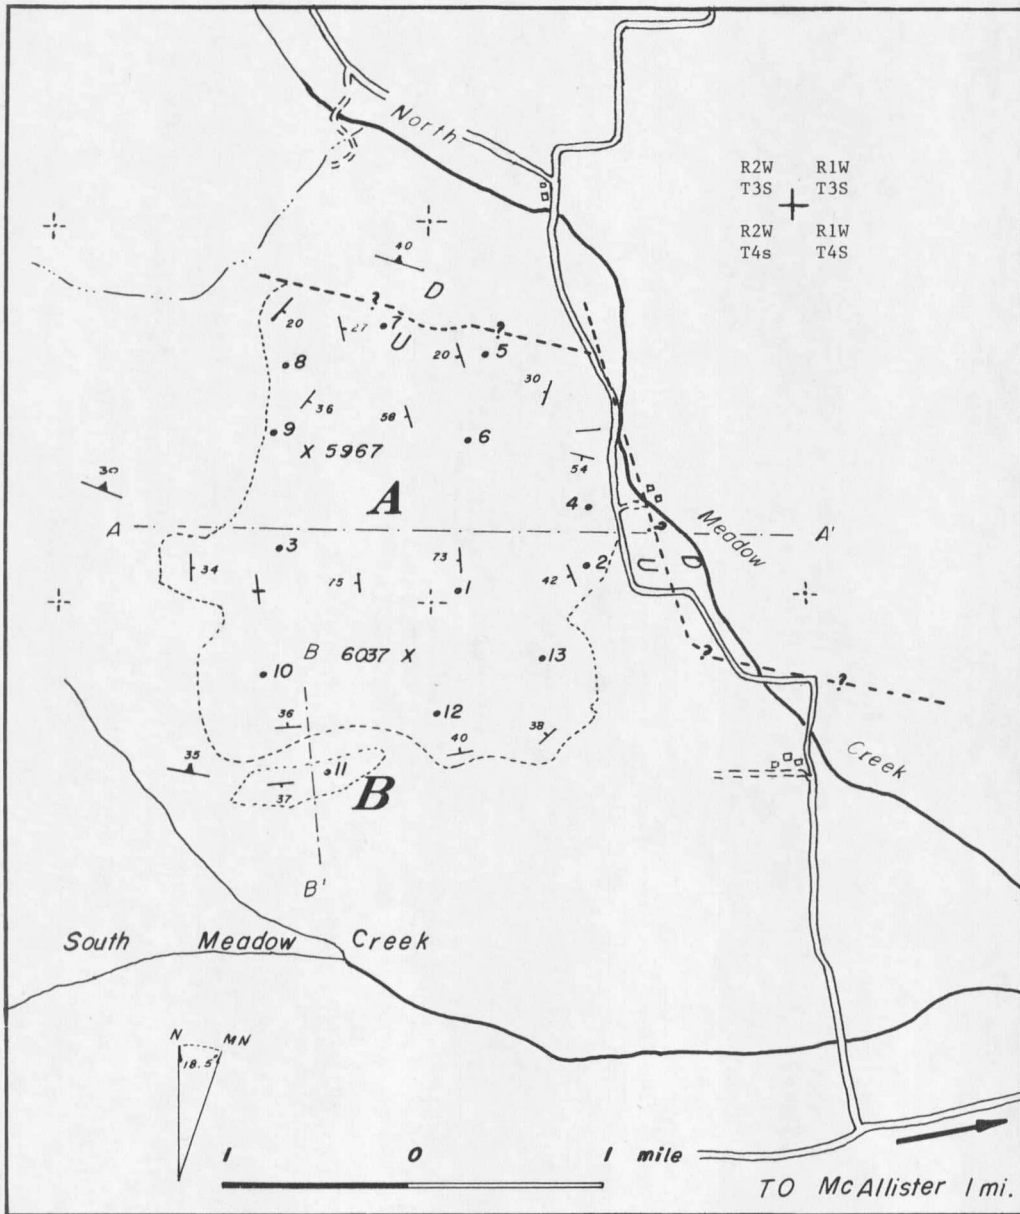 North
R2W R1W
T3S T3S
R2W R1W
T4s T4S
40
D
?
20
27
7
U
?
20
5
8
30
36
58
9
6
X 5967
54
30
A
4
Meadow
?
A
A'
3
73
2
U
D
34
75
42
1
B
6037 X
13
?
?
10
12
36
38
40
35
11
Creek
37
B
B'
South Meadow Creek
N MN
18.5°
1 0 1 mile
TO McAllister 1 mi.